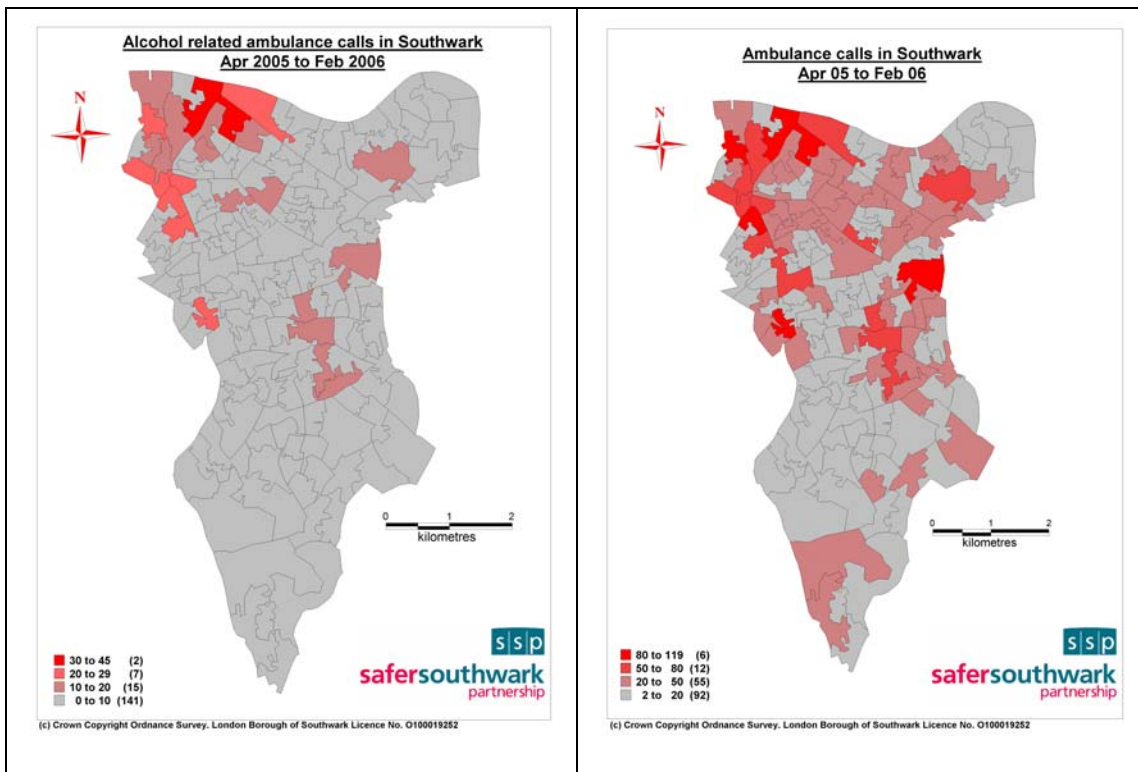 Alcohol related ambulance calls in Southwark
Apr 2005 to Feb 2006
N
0 1 2
kilometres
30 to 45 (2)
20 to 29 (7)
10 to 20 (15)
0 to 10 (141)
ssp
safersouthwark
partnership
(c) Crown Copyright Ordnance Survey. London Borough of Southwark Licence No. O100019252
Ambulance calls in Southwark
Apr 05 to Feb 06
N
0 1 2
kilometres
80 to 119 (6)
50 to 80 (12)
20 to 50 (55)
2 to 20 (92)
ssp
safersouthwark
partnership
(c) Crown Copyright Ordnance Survey. London Borough of Southwark Licence No. O100019252